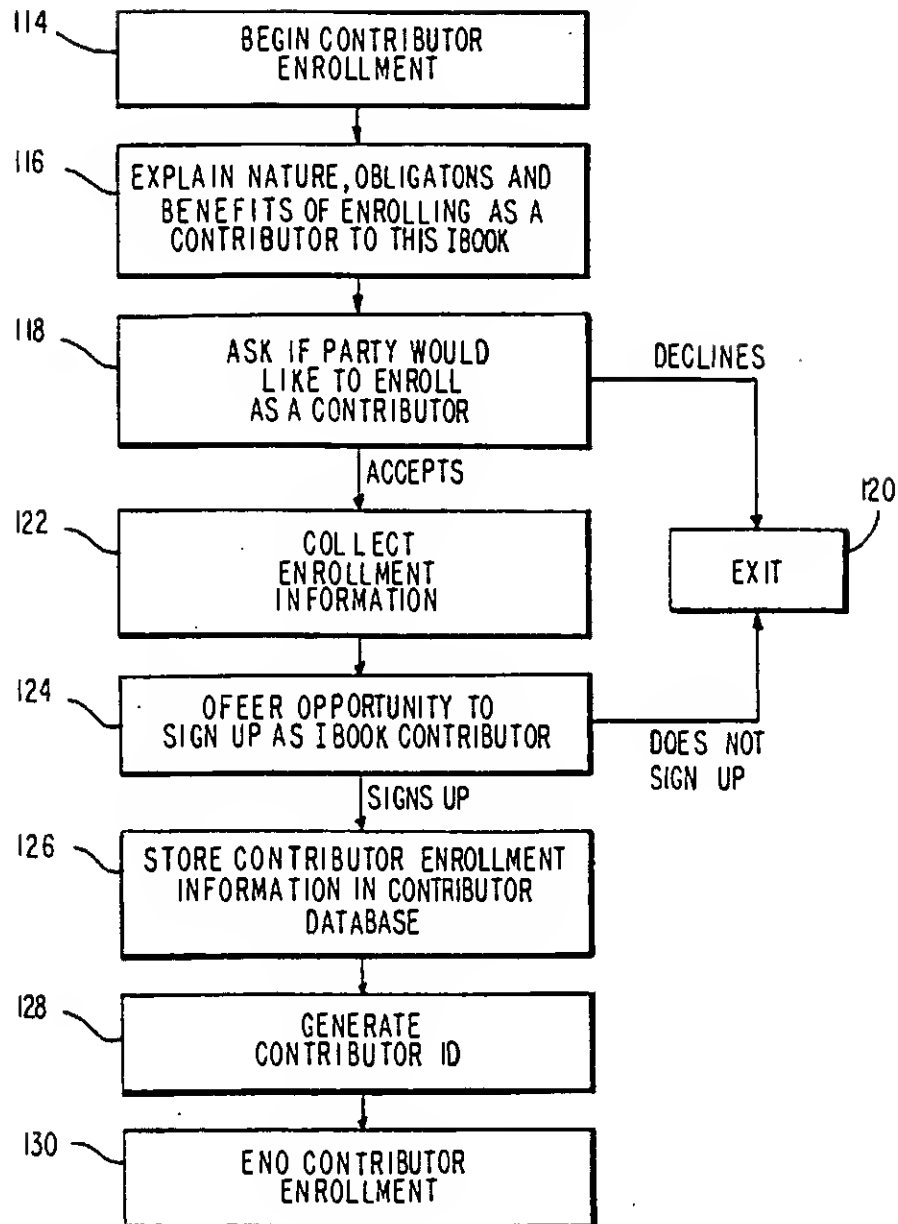 114
BEGIN CONTRIBUTOR
ENROLLMENT
116
EXPLAIN NATURE, OBLIGATONS AND
BENEFITS OF ENROLLING AS A
CONTRIBUTOR TO THIS IBOOK
118
ASK IF PARTY WOULD
LIKE TO ENROLL
AS A CONTRIBUTOR
DECLINES
ACCEPTS
120
EXIT
122
COLLECT
ENROLLMENT
INFORMATION
124
OFEER OPPORTUNITY TO
SIGN UP AS IBOOK CONTRIBUTOR
DOES NOT
SIGN UP
SIGNS UP
126
STORE CONTRIBUTOR ENROLLMENT
INFORMATION IN CONTRIBUTOR
DATABASE
128
GENERATE
CONTRIBUTOR ID
130
ENO CONTRIBUTOR
ENROLLMENT